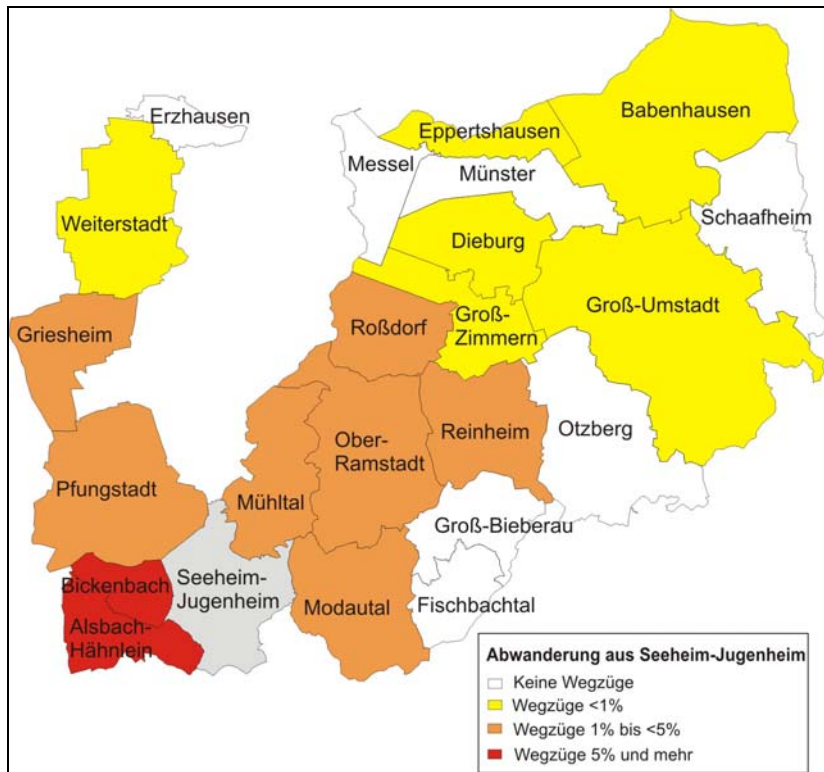 Erzhausen
Babenhausen
Eppertshausen
Messel
Münster
Schaafheim
Weiterstadt
Dieburg
Groß-Umstadt
Griesheim
Roßdorf
Groß-
Zimmern
Otzberg
Reinheim
Ober-
Ramstadt
Pfungstadt
Mühltal
Groß-Bieberau
Bickenbach
Seeheim-
Jugenheim
Modautal
Fischbachtal
Alsbach-
Hähnlein
Abwanderung aus Seeheim-Jugenheim
Keine Wegzüge
Wegzüge <1%
Wegzüge 1% bis <5%
Wegzüge 5% und mehr